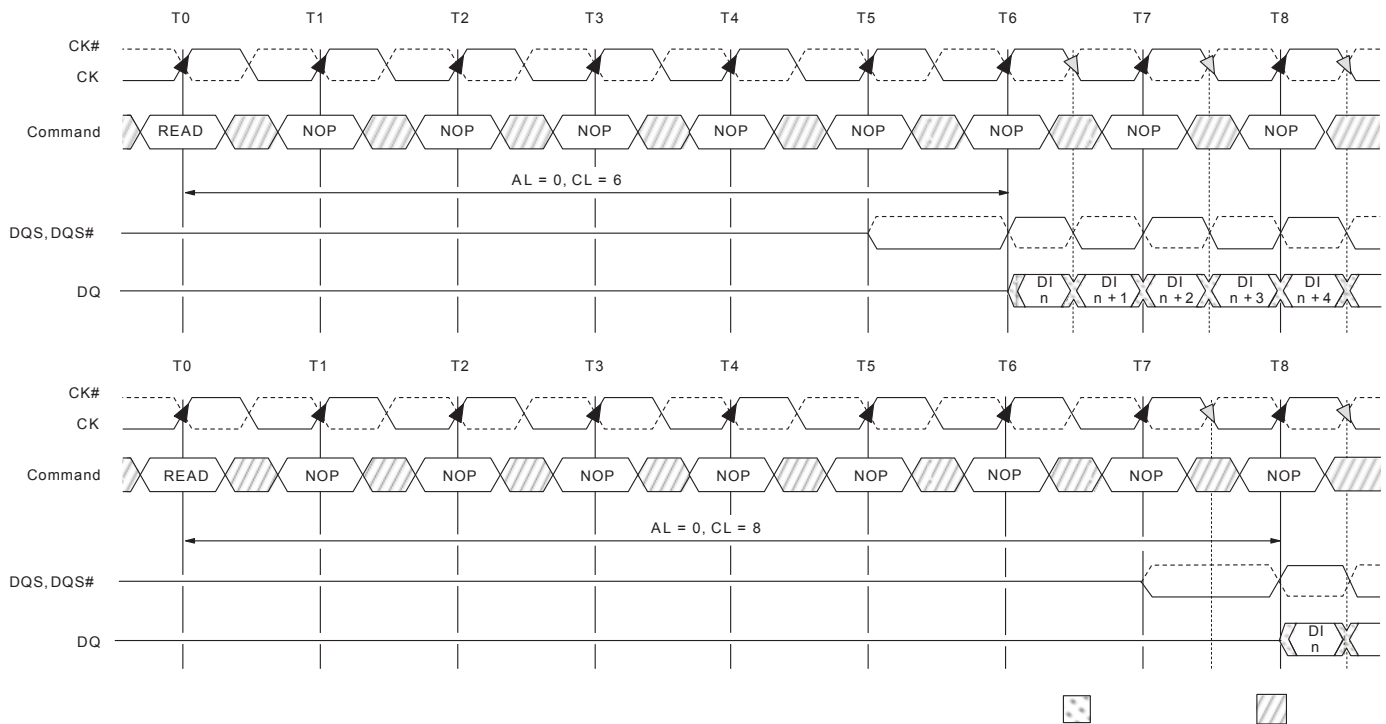 T0 T1 T2 T3 T4 T5 T6 T7 T8
CK#
CK
Command READ NOP NOP NOP NOP NOP NOP NOP NOP
AL = 0, CL = 6
DQS, DQS#
DQ DI n DI n + 1 DI n + 2 DI n + 3 DI n + 4
T0 T1 T2 T3 T4 T5 T6 T7 T8
CK#
CK
Command READ NOP NOP NOP NOP NOP NOP NOP NOP
AL = 0, CL = 8
DQS, DQS#
DQ DI n